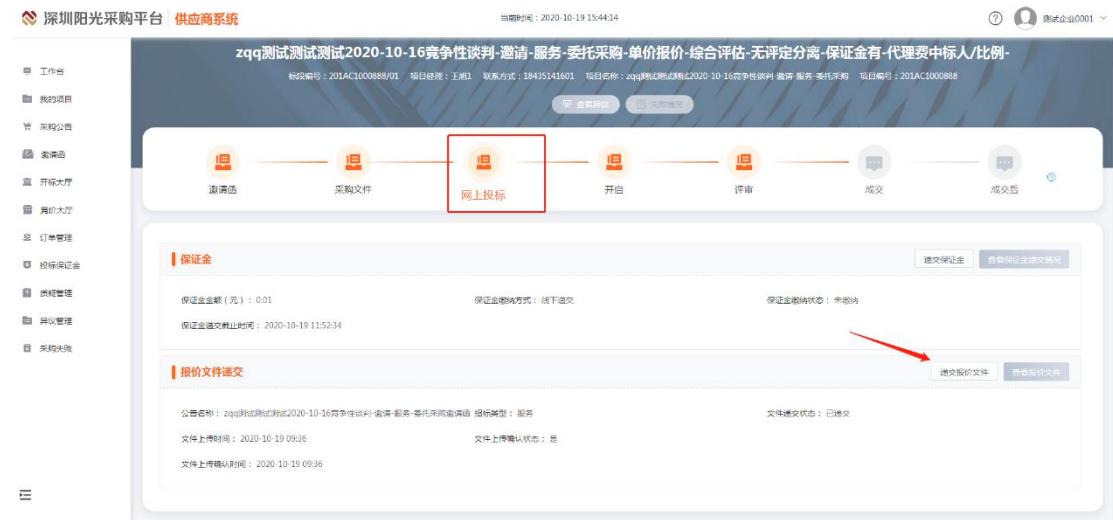 深圳阳光采购平台 供应商系统
当前时间：2020-10-19 15:44:14
测试企业0001
zqq测试测试测试2020-10-16竞争性谈判-邀请-服务-委托采购-单价报价-综合评估-无评定分离-保证金有-代理费中标人/比例-
标段编号：201AC1000888/01 项目经理：王旭1 联系方式：18435141601 项目名称：zqq测试测试测试2020-10-16竞争性谈判-邀请-服务-委托采购 项目编号：201AC1000888
查看异议
工作台
我的项目
采购公告
邀请函
开标大厅
竞价大厅
订单管理
投标保证金
质疑管理
异议管理
采购失败
邀请函
采购文件
网上投标
开启
评审
成交
成交后
保证金
递交保证金
查看保证金递交情况
保证金金额（元）：0.01
保证金缴纳方式：线下递交
保证金缴纳状态：未缴纳
保证金递交截止时间：2020-10-19 11:52:34
报价文件递交
递交报价文件
查看报价文件
公告名称：zqq测试测试测试2020-10-16竞争性谈判-邀请-服务-委托采购邀请函
招标类型：服务
文件递交状态：已递交
文件上传时间：2020-10-19 09:36
文件上传确认状态：是
文件上传确认时间：2020-10-19 09:36